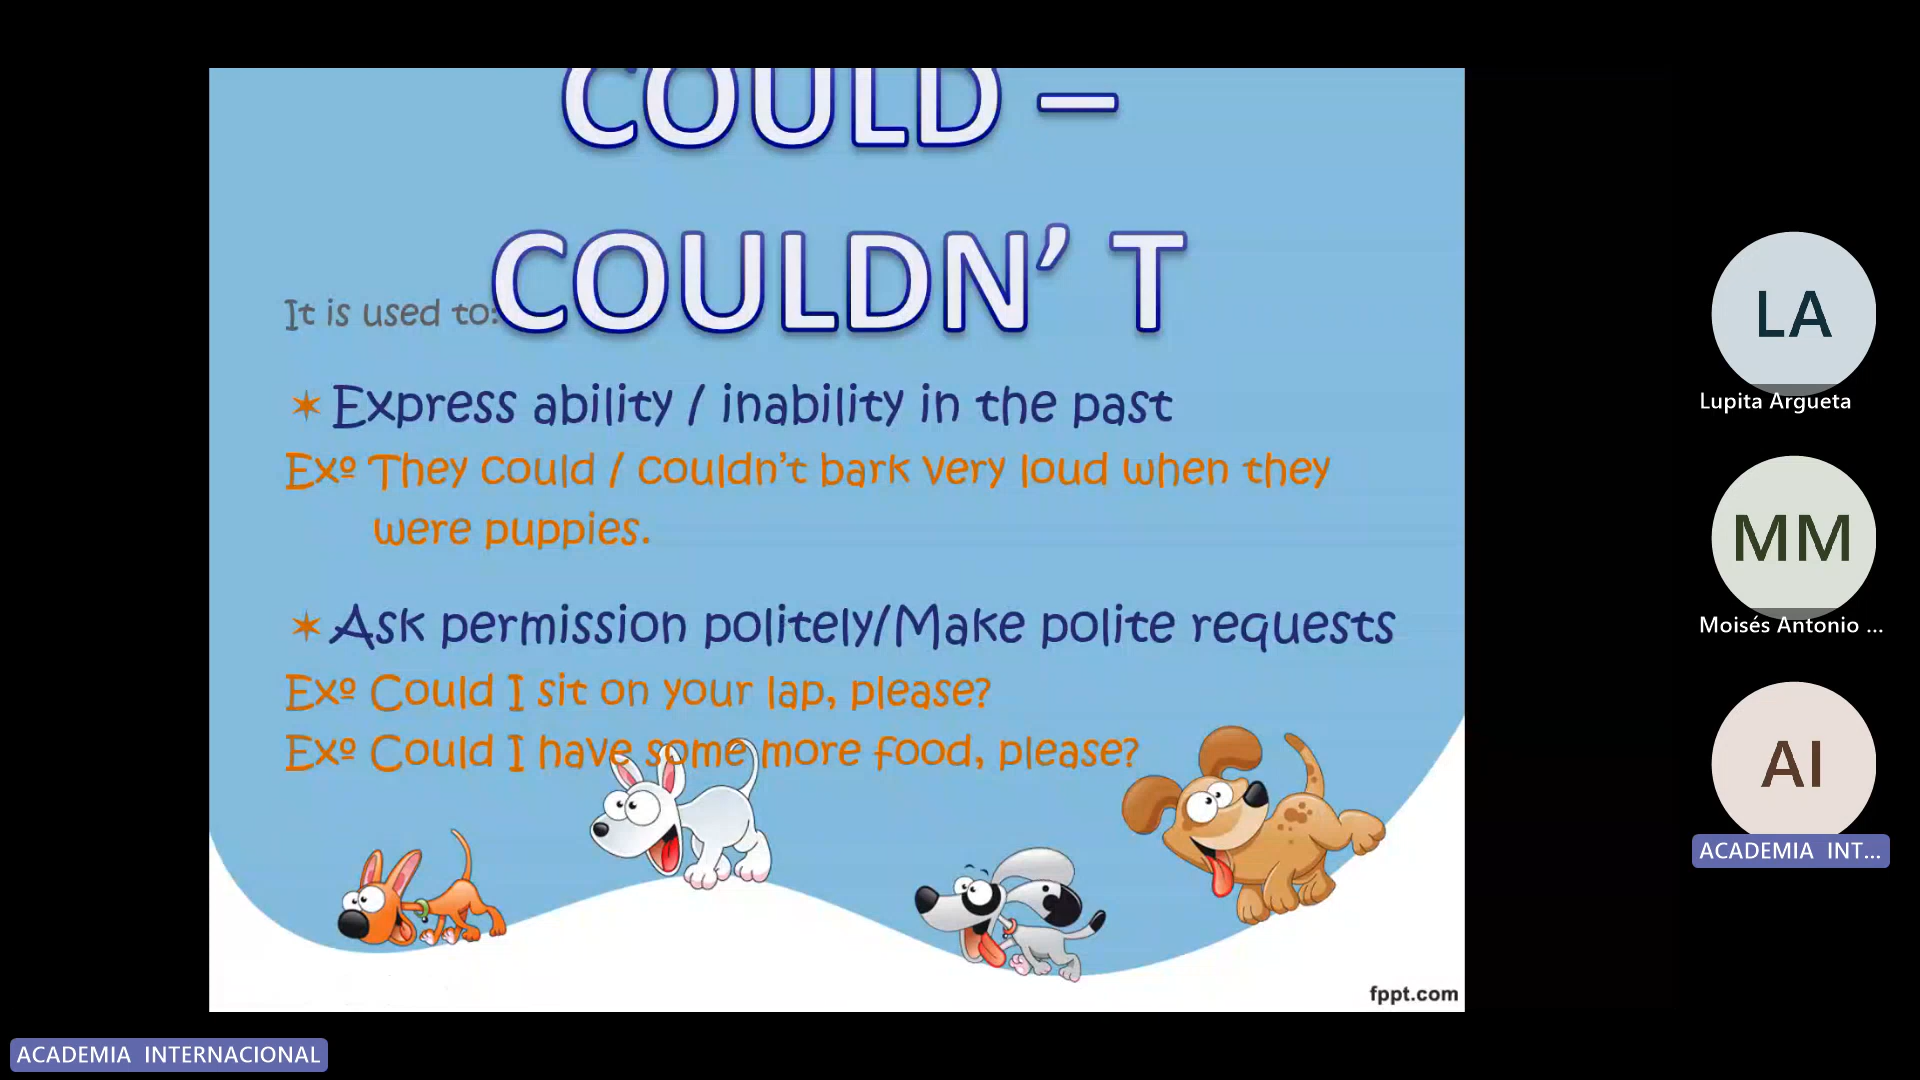 COULD –
COULDN’ T
It is used to:
✶ Express ability / inability in the past
Exº They could / couldn’t bark very loud when they
were puppies.
✶ Ask permission politely/Make polite requests
Exº Could I sit on your lap, please?
Exº Could I have some more food, please?
fppt.com
LA
Lupita Argueta
MM
Moisés Antonio ...
AI
ACADEMIA INT...
ACADEMIA INTERNACIONAL